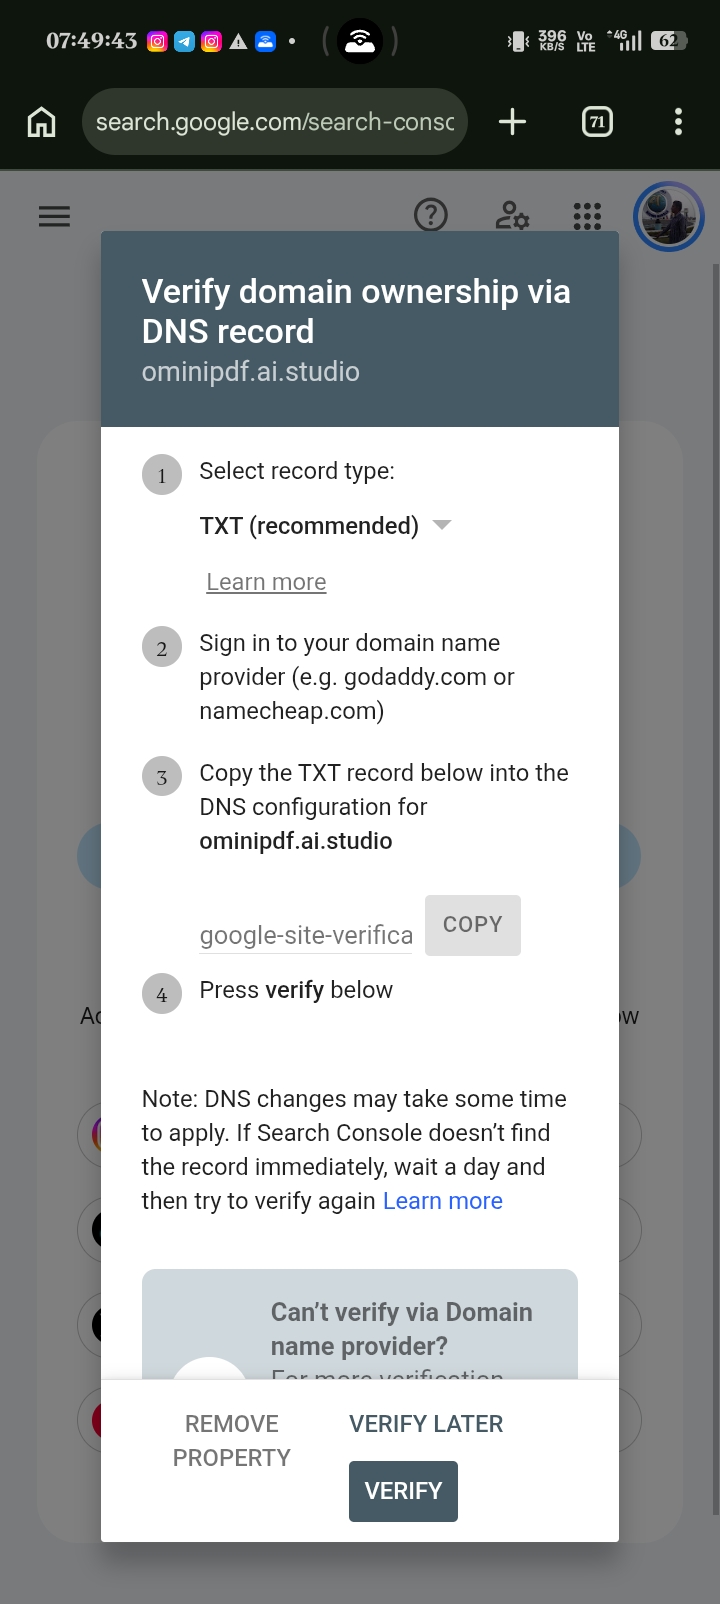 07:49:43
396 KB/S
Vo LTE
4G
62
search.google.com/search-consc
71
Verify domain ownership via
DNS record
ominipdf.ai.studio
1 Select record type:
TXT (recommended)
Learn more
2 Sign in to your domain name
provider (e.g. godaddy.com or
namecheap.com)
3 Copy the TXT record below into the
DNS configuration for
ominipdf.ai.studio
google-site-verifica
COPY
4 Press verify below
Note: DNS changes may take some time
to apply. If Search Console doesn't find
the record immediately, wait a day and
then try to verify again Learn more
Can't verify via Domain
name provider?
For more verification
REMOVE
PROPERTY
VERIFY LATER
VERIFY